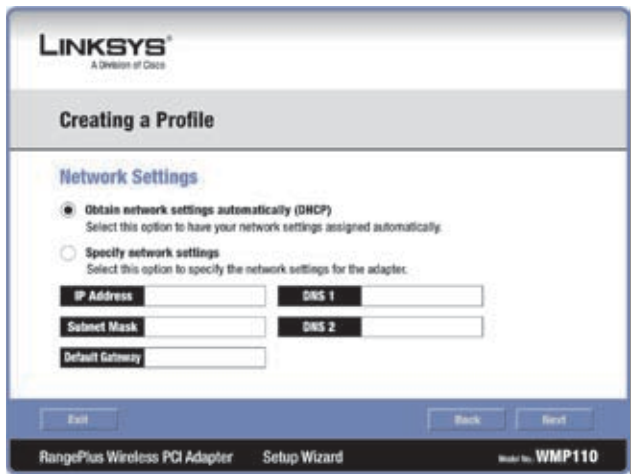 LINKSYS®
A Division of Cisco
Creating a Profile
Network Settings
Obtain network settings automatically (DHCP)
Select this option to have your network settings assigned automatically.
Specify network settings
Select this option to specify the network settings for the adapter.
IP Address
DNS 1
Subnet Mask
DNS 2
Default Gateway
Exit
Back
Next
RangePlus Wireless PCI Adapter Setup Wizard Model No. WMP110